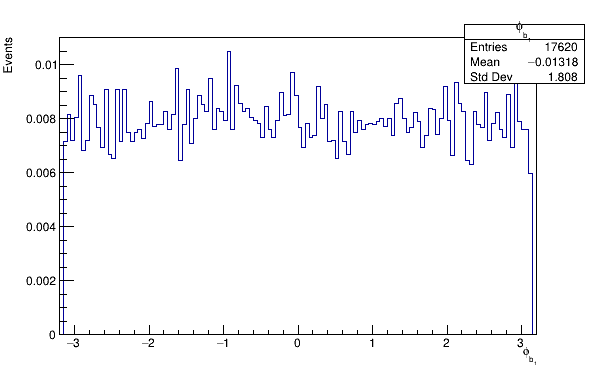 ϕb1
Entries 17620
Mean −0.01318
Std Dev 1.808
Events
0.01
0.008
0.006
0.004
0.002
0
−3 −2 −1 0 1 2 3
ϕb1